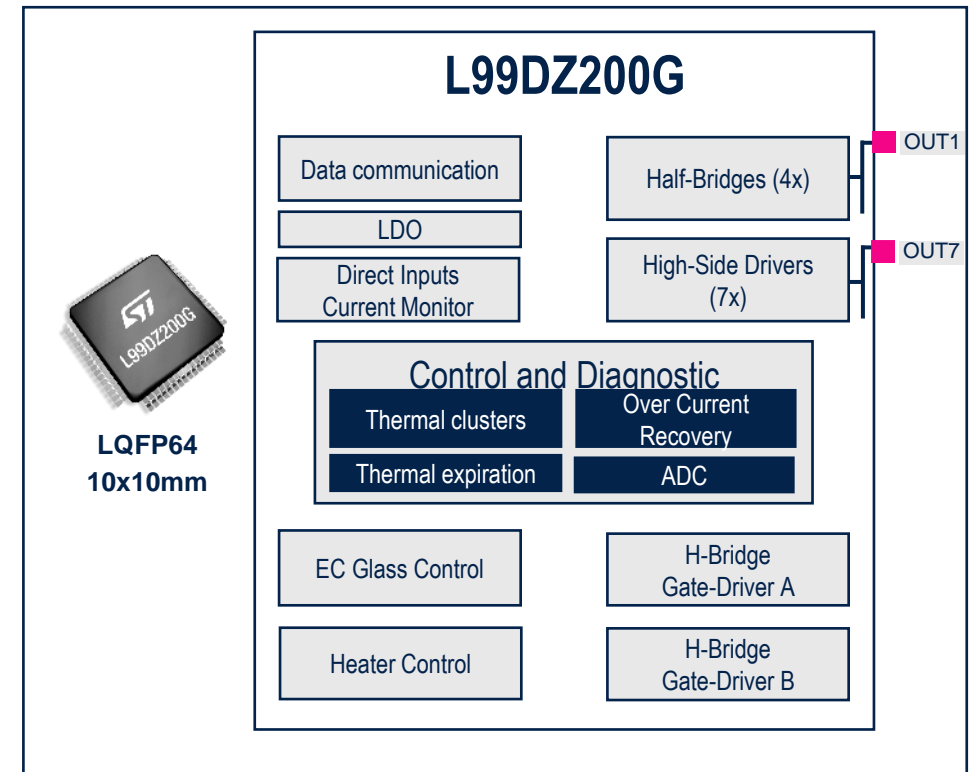 L99DZ200G
Data communication
LDO
Direct Inputs
Current Monitor
Half-Bridges (4x)
OUT1
High-Side Drivers
(7x)
OUT7
ST
L99DZ200G
LQFP64
10x10mm
Control and Diagnostic
Thermal clusters
Over Current
Recovery
Thermal expiration
ADC
EC Glass Control
H-Bridge
Gate-Driver A
Heater Control
H-Bridge
Gate-Driver B